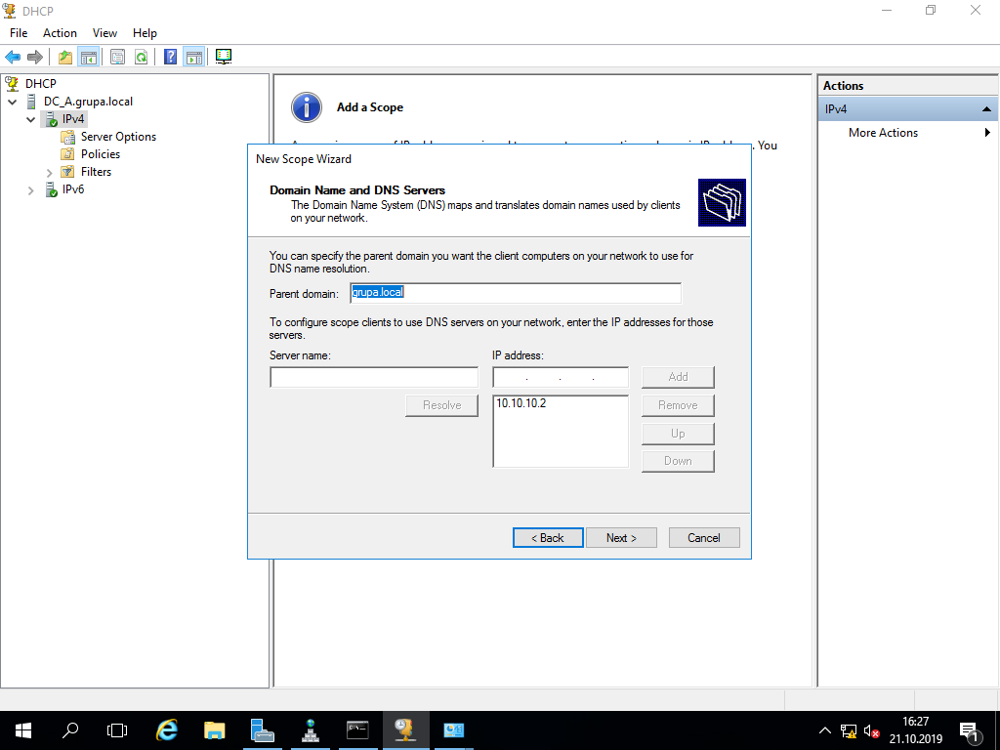 DHCP
File Action View Help
DHCP
DC_A.grupa.local
IPv4
Server Options
Policies
Filters
IPv6
Add a Scope
You
New Scope Wizard
Domain Name and DNS Servers
The Domain Name System (DNS) maps and translates domain names used by clients
on your network.
You can specify the parent domain you want the client computers on your network to use for
DNS name resolution.
Parent domain: grupa.local
To configure scope clients to use DNS servers on your network, enter the IP addresses for those
servers.
Server name: IP address:
. . . Add
Resolve 10.10.10.2 Remove
Up
Down
< Back Next > Cancel
Actions
IPv4
More Actions
16:27
21.10.2019
1